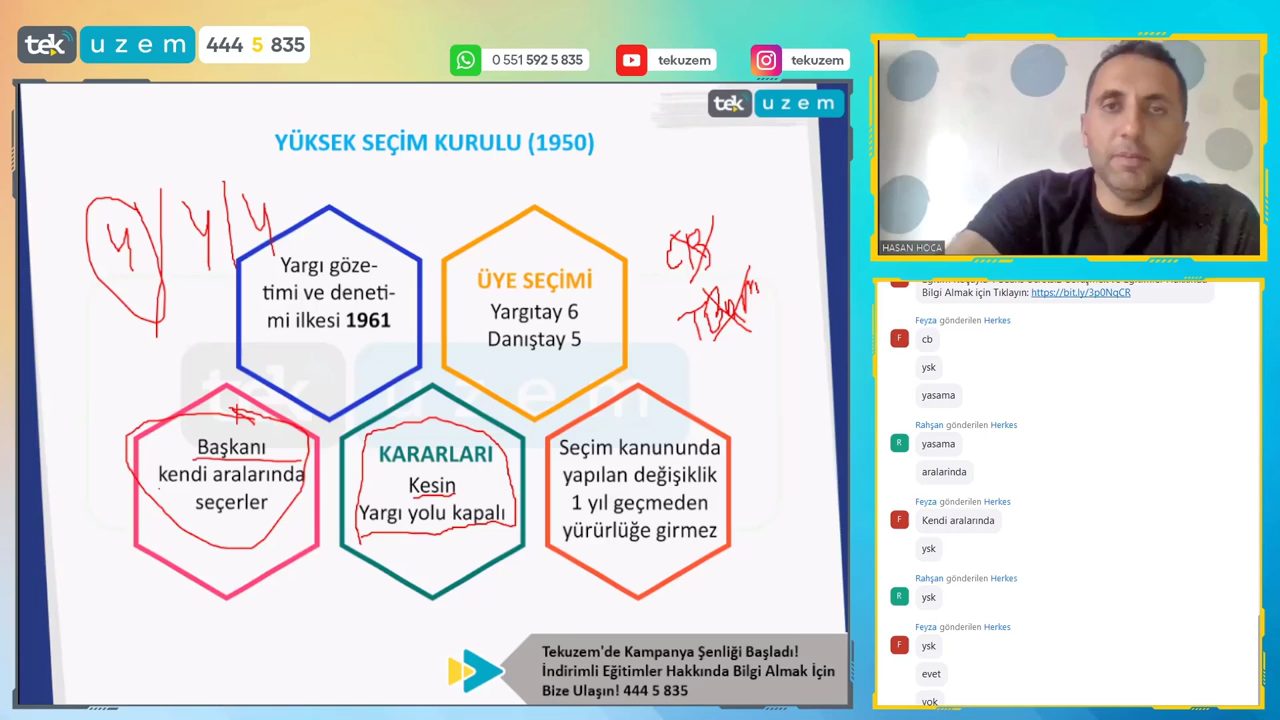 tek
uzem
444 5 835
0 551 592 5 835
tekuzem
tekuzem
tek
uzem
YÜKSEK SEÇİM KURULU (1950)
Y / Y / Y
Yargı göze-
timi ve deneti-
mi ilkesi 1961
ÜYE SEÇİMİ
Yargıtay 6
Danıştay 5
CB
TBMM
tek uzem
Başkanı
kendi aralarında
seçerler
KARARLARI
Kesin
Yargı yolu kapalı
Seçim kanununda
yapılan değişiklik
1 yıl geçmeden
yürürlüğe girmez
Tekuzem'de Kampanya Şenliği Başladı!
İndirimli Eğitimler Hakkında Bilgi Almak İçin
Bize Ulaşın! 444 5 835
HASAN HOCA
Bilgi Almak için Tıklayın: https://bit.ly/3p0NqCR
Feyza gönderilen Herkes
F
cb
ysk
yasama
Rahşan gönderilen Herkes
R
yasama
aralarinda
Feyza gönderilen Herkes
F
Kendi aralarında
ysk
Rahşan gönderilen Herkes
R
ysk
Feyza gönderilen Herkes
F
ysk
evet
yok